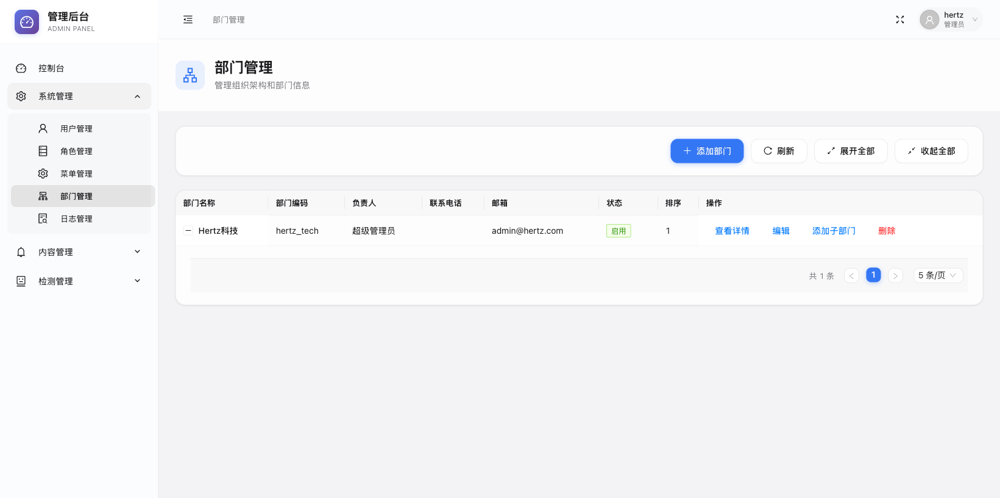 管理后台
ADMIN PANEL
控制台
系统管理
用户管理
角色管理
菜单管理
部门管理
日志管理
内容管理
检测管理
部门管理
hertz
管理员
部门管理
管理组织架构和部门信息
添加部门 刷新 展开全部 收起全部
部门名称 部门编码 负责人 联系电话 邮箱 状态 排序 操作
Hertz科技 hertz_tech 超级管理员 admin@hertz.com 启用 1 查看详情 编辑 添加子部门 删除
共 1 条 < 1 > 5 条/页